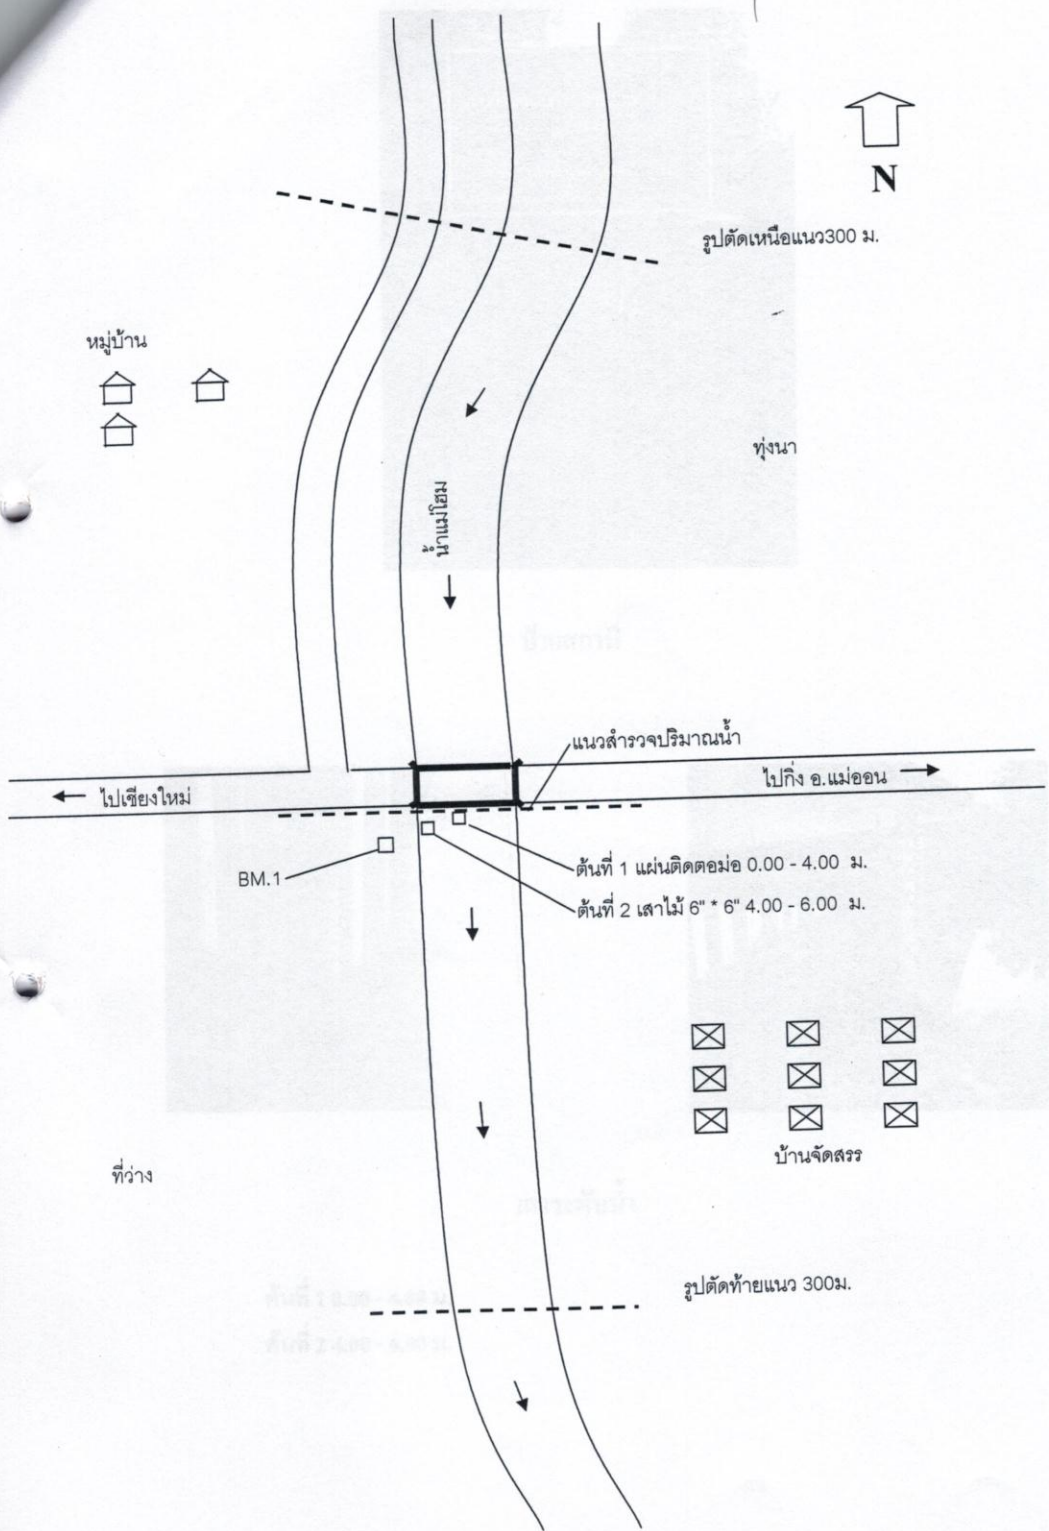 N
รูปตัดเหนือแนว300 ม.
หมู่บ้าน
ทุ่งนา
น้ำแม่โฮม
แนวสำรวจปริมาณน้ำ
ไปเชียงใหม่
ไปกิ่ง อ.แม่ออน
BM.1
ต้นที่ 1 แผ่นติดตอม่อ 0.00 - 4.00 ม.
ต้นที่ 2 เสาไม้ 6" * 6" 4.00 - 6.00 ม.
บ้านจัดสรร
ที่ว่าง
รูปตัดท้ายแนว 300ม.